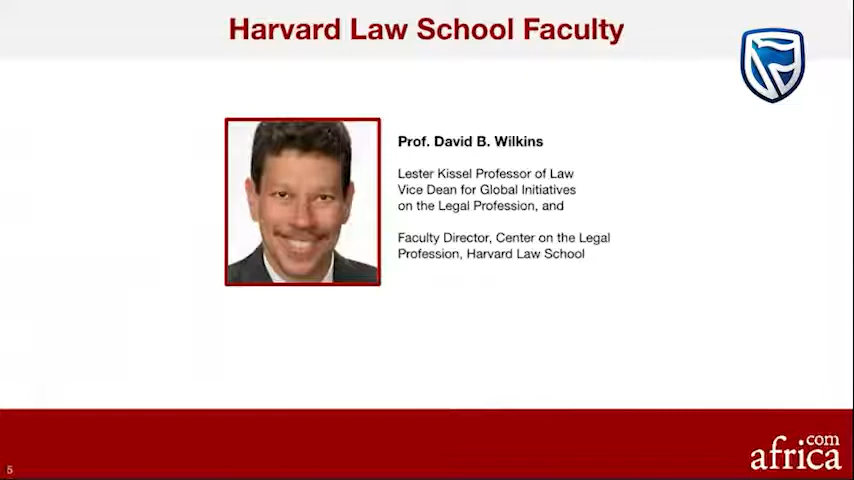 Harvard Law School Faculty
Prof. David B. Wilkins
Lester Kissel Professor of Law
Vice Dean for Global Initiatives
on the Legal Profession, and
Faculty Director, Center on the Legal
Profession, Harvard Law School
5
com
africa